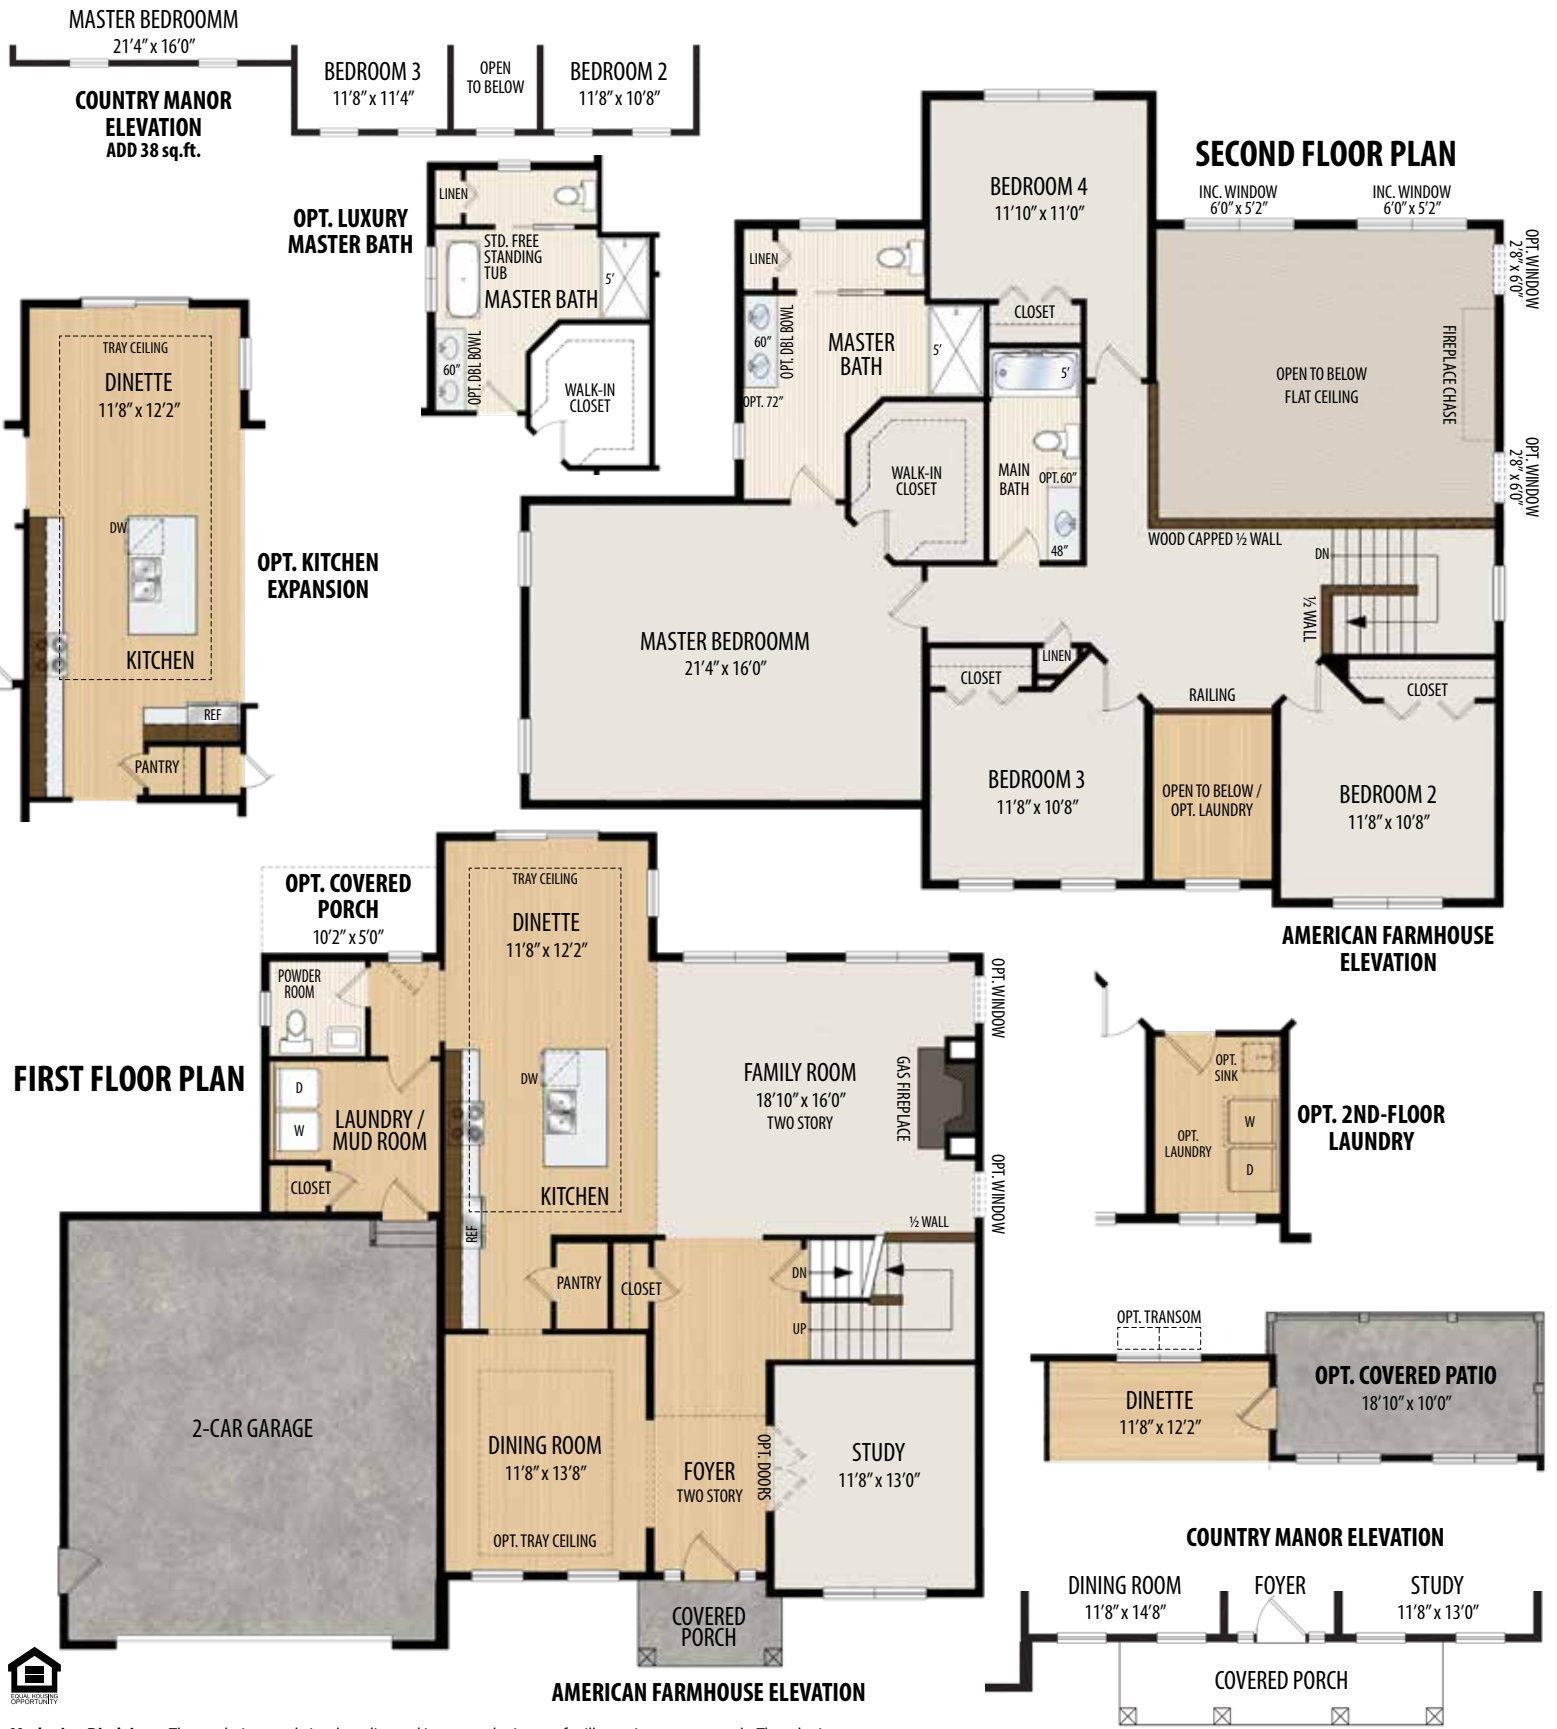 MASTER BEDROOMM
21'4" x 16'0"
COUNTRY MANOR
ELEVATION
ADD 38 sq.ft.
BEDROOM 3
11'8" x 11'4"
OPEN
TO BELOW
BEDROOM 2
11'8" x 10'8"
OPT. LUXURY
MASTER BATH
LINEN
STD. FREE
STANDING
TUB
5'
MASTER BATH
60"
OPT. DBL BOWL
WALK-IN
CLOSET
TRAY CEILING
DINETTE
11'8" x 12'2"
DW
KITCHEN
REF
PANTRY
OPT. KITCHEN
EXPANSION
SECOND FLOOR PLAN
BEDROOM 4
11'10" x 11'0"
CLOSET
INC. WINDOW
6'0" x 5'2"
INC. WINDOW
6'0" x 5'2"
OPT. WINDOW
2'8" x 6'0"
OPT. WINDOW
2'8" x 6'0"
FIREPLACE CHASE
OPEN TO BELOW
FLAT CEILING
LINEN
60"
OPT. DBL BOWL
MASTER
BATH
5'
OPT. 72"
WALK-IN
CLOSET
5'
MAIN
BATH
OPT. 60"
48"
WOOD CAPPED ½ WALL
DN
½ WALL
MASTER BEDROOMM
21'4" x 16'0"
CLOSET
LINEN
RAILING
CLOSET
BEDROOM 3
11'8" x 10'8"
OPEN TO BELOW /
OPT. LAUNDRY
BEDROOM 2
11'8" x 10'8"
AMERICAN FARMHOUSE
ELEVATION
FIRST FLOOR PLAN
OPT. COVERED
PORCH
10'2" x 5'0"
POWDER
ROOM
D
W
LAUNDRY /
MUD ROOM
CLOSET
TRAY CEILING
DINETTE
11'8" x 12'2"
DW
KITCHEN
REF
PANTRY
CLOSET
FAMILY ROOM
18'10" x 16'0"
TWO STORY
GAS FIREPLACE
OPT. WINDOW
OPT. WINDOW
½ WALL
DN
UP
2-CAR GARAGE
DINING ROOM
11'8" x 13'8"
OPT. TRAY CEILING
FOYER
TWO STORY
OPT. DOORS
STUDY
11'8" x 13'0"
COVERED
PORCH
AMERICAN FARMHOUSE ELEVATION
OPT.
SINK
OPT.
LAUNDRY
W
D
OPT. 2ND-FLOOR
LAUNDRY
OPT. TRANSOM
DINETTE
11'8" x 12'2"
OPT. COVERED PATIO
18'10" x 10'0"
COUNTRY MANOR ELEVATION
DINING ROOM
11'8" x 14'8"
FOYER
STUDY
11'8" x 13'0"
COVERED PORCH
EQUAL HOUSING
OPPORTUNITY